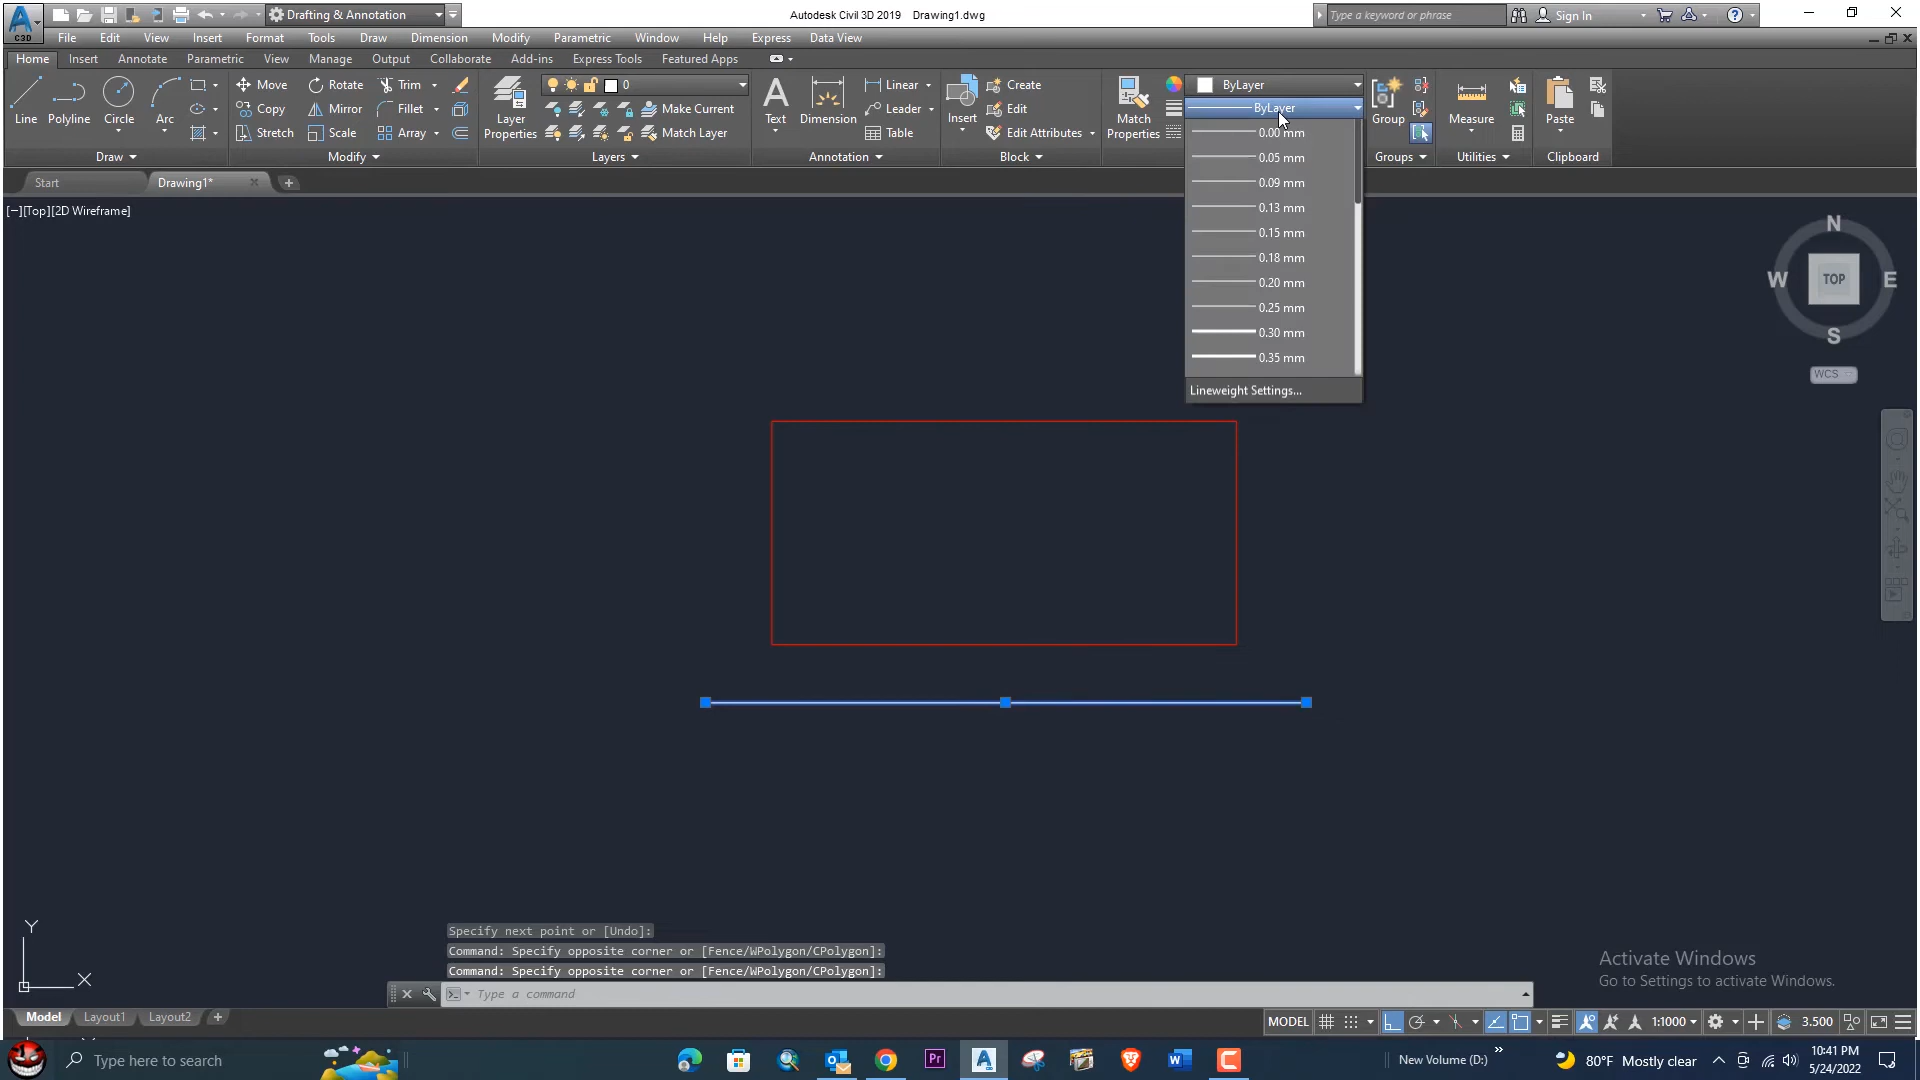 Drafting & Annotation
Autodesk Civil 3D 2019 Drawing1.dwg
Type a keyword or phrase
Sign In
C3D
File Edit View Insert Format Tools Draw Dimension Modify Parametric Window Help Express Data View
Home Insert Annotate Parametric View Manage Output Collaborate Add-ins Express Tools Featured Apps
Line
Polyline
Circle
Arc
Draw
Move
Rotate
Trim
Copy
Mirror
Fillet
Stretch
Scale
Array
Modify
Layer
Properties
0
Make Current
Match Layer
Layers
Text
Dimension
Linear
Leader
Table
Annotation
Insert
Create
Edit
Edit Attributes
Block
Match
Properties
ByLayer
ByLayer
0.00 mm
0.05 mm
0.09 mm
0.13 mm
0.15 mm
0.18 mm
0.20 mm
0.25 mm
0.30 mm
0.35 mm
Lineweight Settings...
Group
Groups
Measure
Utilities
Paste
Clipboard
Start
Drawing1*
[−][Top][2D Wireframe]
N
W
TOP
E
S
WCS
Y
X
Specify next point or [Undo]:
Command: Specify opposite corner or [Fence/WPolygon/CPolygon]:
Command: Specify opposite corner or [Fence/WPolygon/CPolygon]:
Type a command
Activate Windows
Go to Settings to activate Windows.
Model Layout1 Layout2
MODEL
1:1000
3.500
Type here to search
Pr
New Volume (D:)
80°F Mostly clear
10:41 PM
5/24/2022